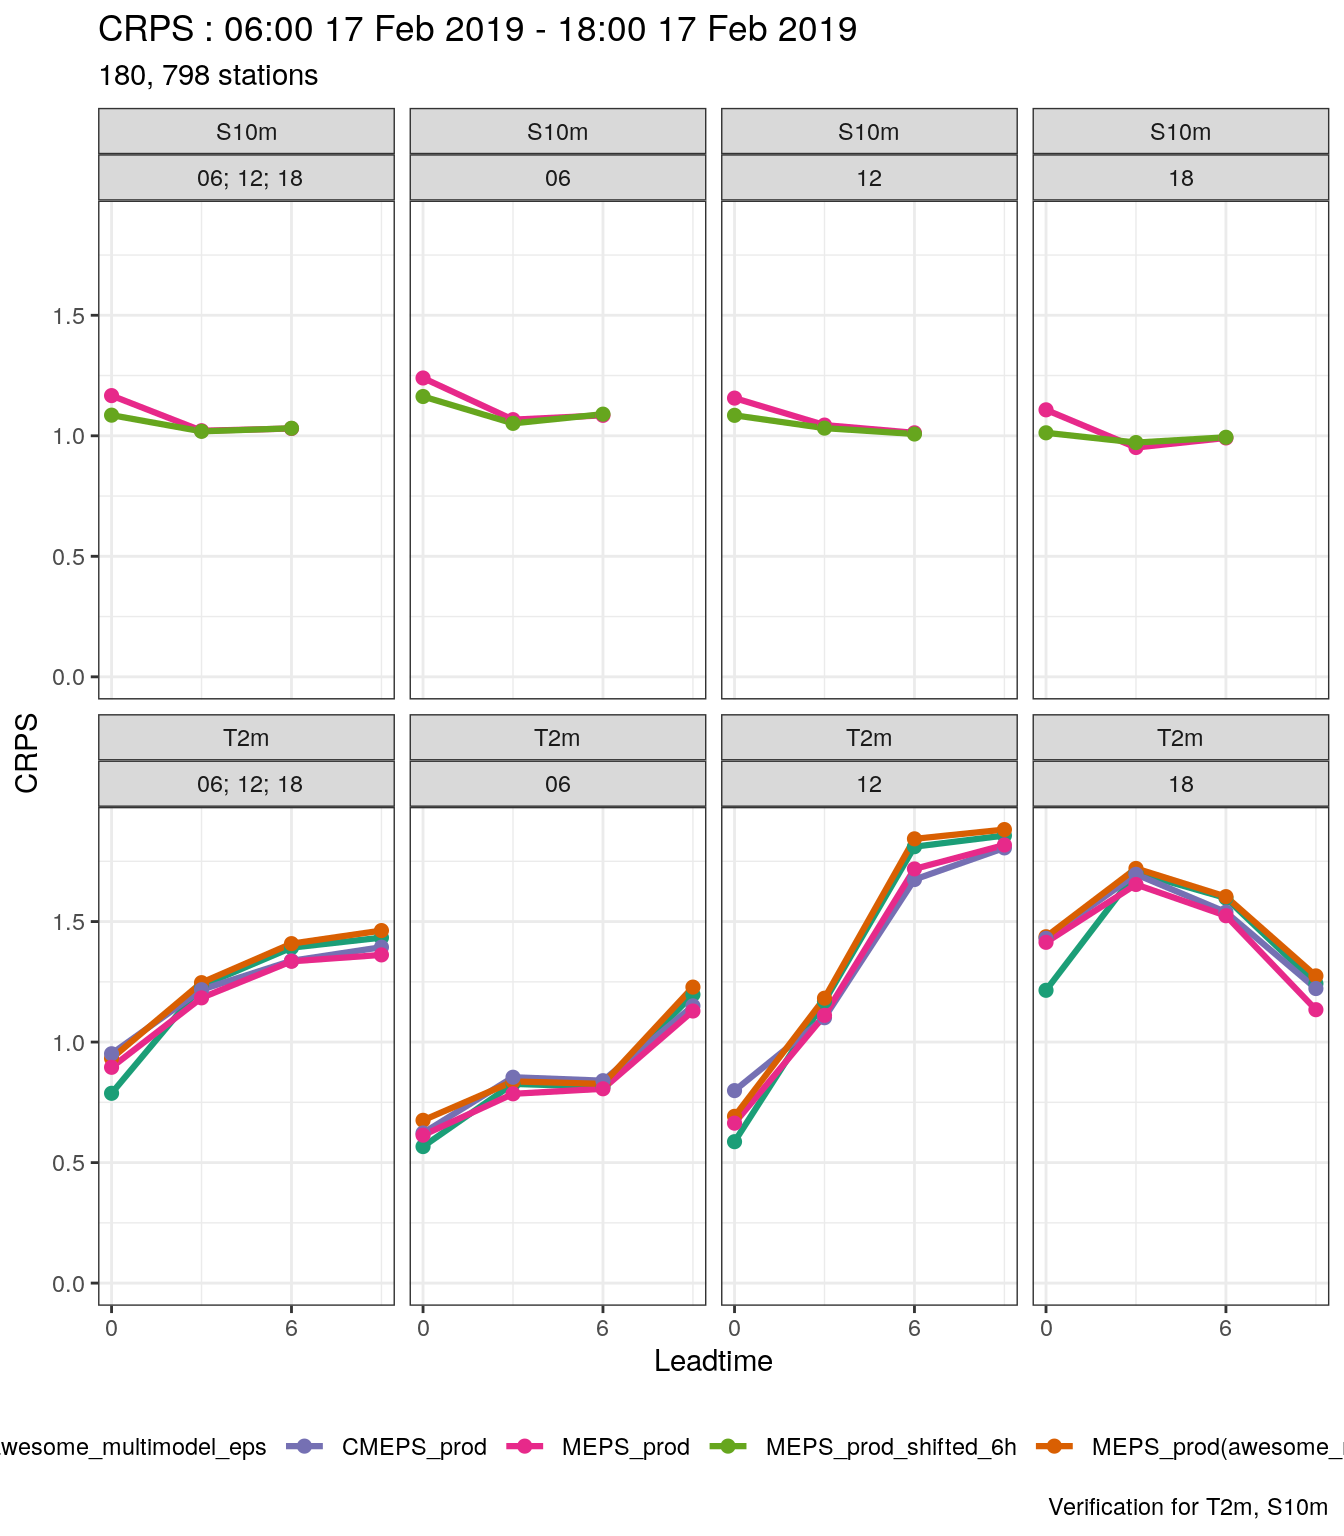 CRPS : 06:00 17 Feb 2019 - 18:00 17 Feb 2019
180, 798 stations
S10m S10m S10m S10m
06; 12; 18 06 12 18
1.5
1.0
0.5
0.0
CRPS
T2m T2m T2m T2m
06; 12; 18 06 12 18
1.5
1.0
0.5
0.0
0 6 0 6 0 6 0 6
Leadtime
wesome_multimodel_eps CMEPS_prod MEPS_prod MEPS_prod_shifted_6h MEPS_prod(awesome_
Verification for T2m, S10m